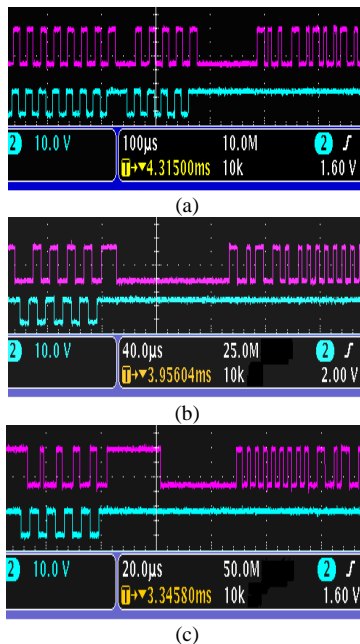 2 10.0 V 100µs 10.0M 2 ʃ
T→▼4.31500ms 10k 1.60 V
(a)
2 10.0 V 40.0µs 25.0M 2 ʃ
T→▼3.95604ms 10k 2.00 V
(b)
2 10.0 V 20.0µs 50.0M 2 ʃ
T→▼3.34580ms 10k 1.60 V
(c)